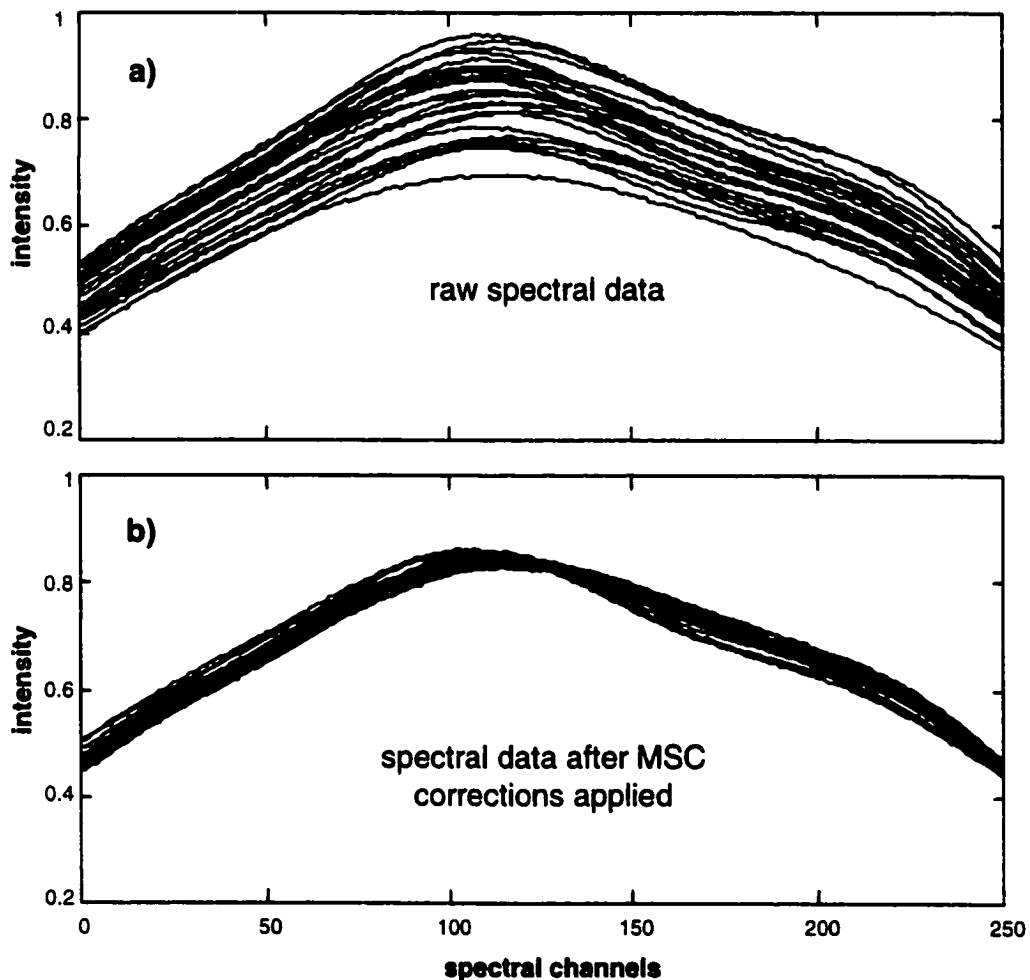 1
a)
0.8
intensity
0.6
raw spectral data
0.4
0.2
1
b)
0.8
intensity
0.6
spectral data after MSC
corrections applied
0.4
0.2
0 50 100 150 200 250
spectral channels